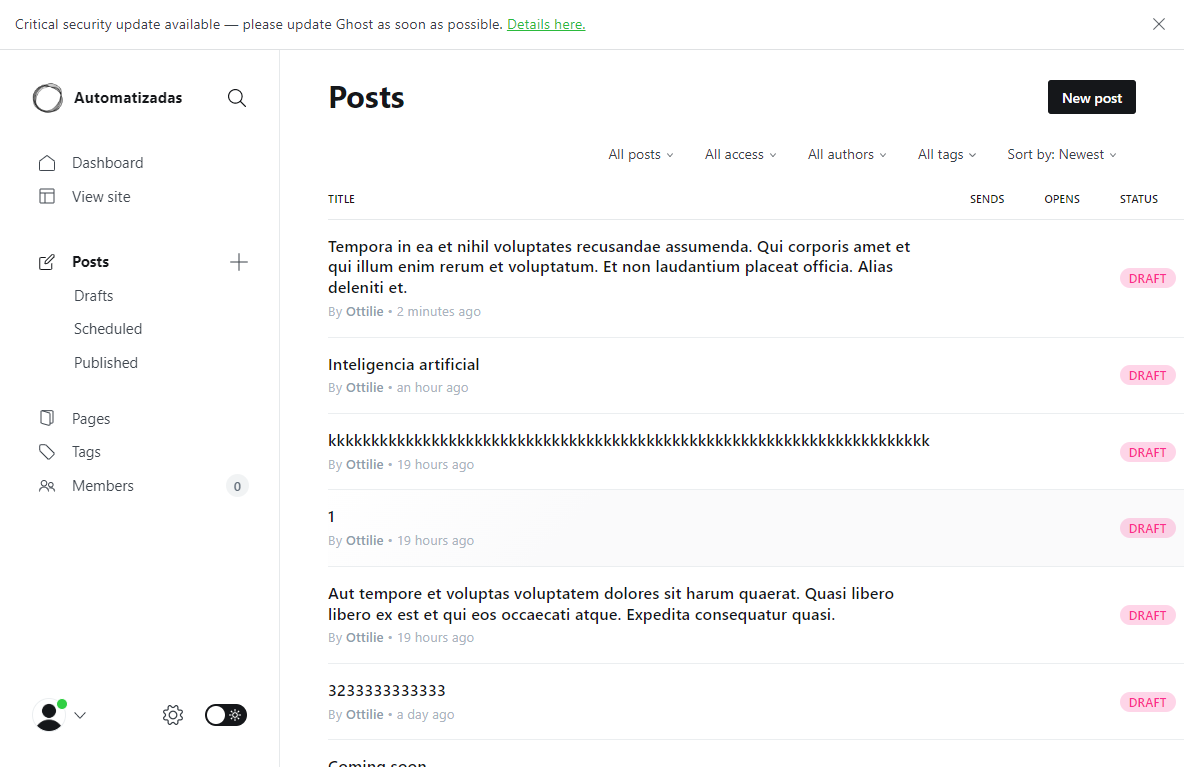 Critical security update available — please update Ghost as soon as possible. Details here.
Automatizadas
Dashboard
View site
Posts
Drafts
Scheduled
Published
Pages
Tags
Members 0
Posts
New post
All posts All access All authors All tags Sort by: Newest
TITLE SENDS OPENS STATUS
Tempora in ea et nihil voluptates recusandae assumenda. Qui corporis amet et
qui illum enim rerum et voluptatum. Et non laudantium placeat officia. Alias
deleniti et.
By Ottilie • 2 minutes ago
DRAFT
Inteligencia artificial
By Ottilie • an hour ago
DRAFT
kkkkkkkkkkkkkkkkkkkkkkkkkkkkkkkkkkkkkkkkkkkkkkkkkkkkkkkkkkkkkkkkkkkkkk
By Ottilie • 19 hours ago
DRAFT
1
By Ottilie • 19 hours ago
DRAFT
Aut tempore et voluptas voluptatem dolores sit harum quaerat. Quasi libero
libero ex est et qui eos occaecati atque. Expedita consequatur quasi.
By Ottilie • 19 hours ago
DRAFT
3233333333333
By Ottilie • a day ago
DRAFT
Coming soon